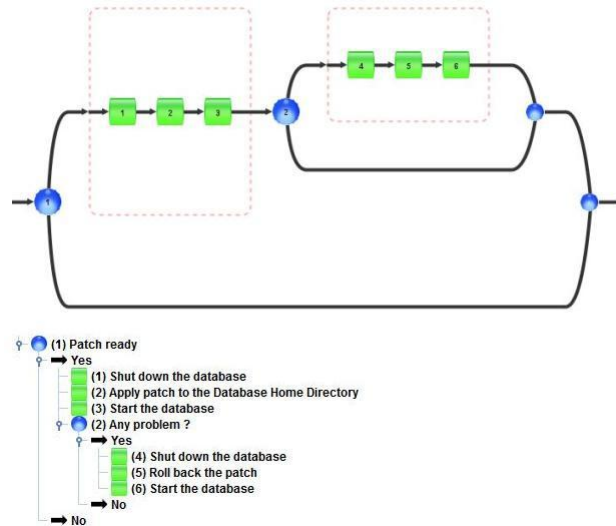 4 5 6
1 2 3 2
1
(1) Patch ready
Yes
(1) Shut down the database
(2) Apply patch to the Database Home Directory
(3) Start the database
(2) Any problem ?
Yes
(4) Shut down the database
(5) Roll back the patch
(6) Start the database
No
No